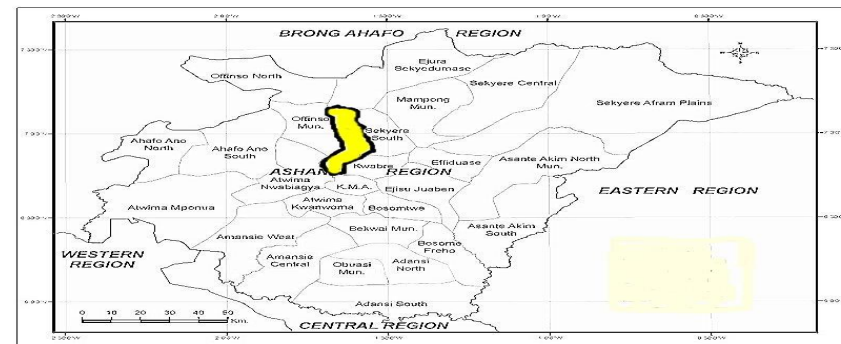 BRONG AHAFO REGION
Ejura
Sekyedumase
Offinso North
Sekyere Central
Mampong
Mun.
Sekyere Afram Plains
Offinso
Mun.
Sekyere
South
Ahafo Ano
North
Ahafo Ano
South
Kwabre
Effiduase
Asante Akim North
Mun.
ASHAN REGION
Atwima
Nwabiagya
K.M.A.
Ejisu Juaben
EASTERN REGION
Atwima Mponua
Atwima
Kwanwoma
Bosomtwe
Amansie West
Bekwai Mun.
Asante Akim
South
Bosome
Freho
WESTERN
REGION
Amansie
Central
Obuasi
Mun.
Adansi
North
Adansi South
0 10 20 30 40 50
Km.
CENTRAL REGION